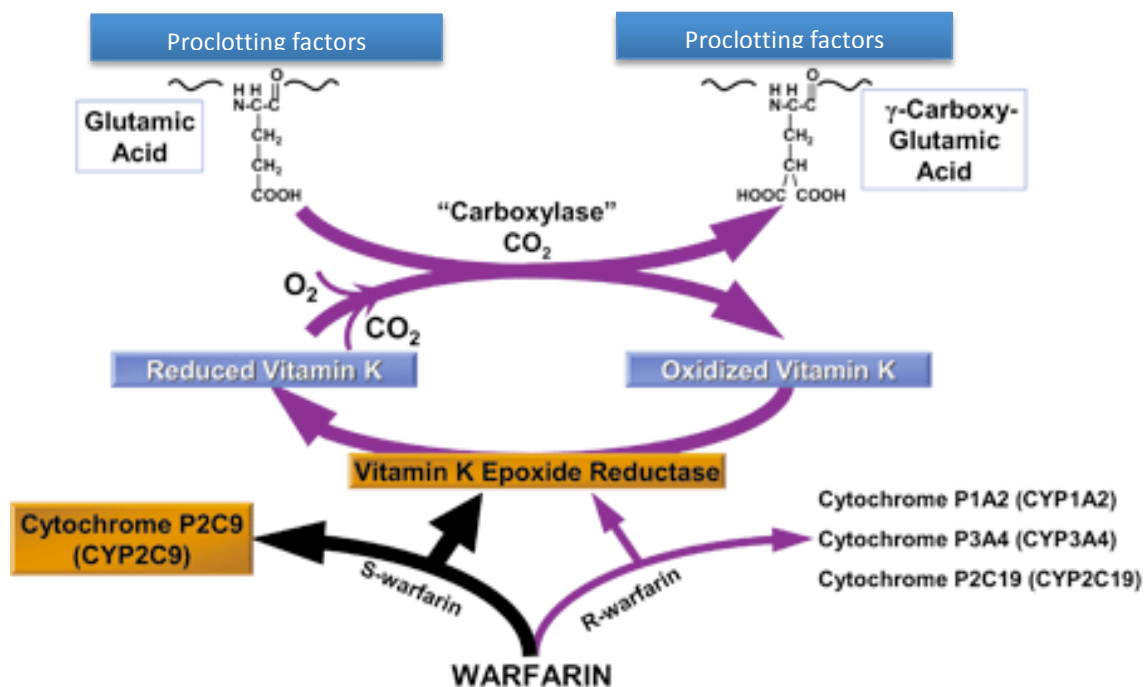 Proclotting factors
Proclotting factors
Glutamic
Acid
H H O
N-C-C
CH2
CH2
COOH
γ-Carboxy-
Glutamic
Acid
H H O
N-C-C
CH
HOOC COOH
"Carboxylase"
CO2
O2
CO2
Reduced Vitamin K
Oxidized Vitamin K
Vitamin K Epoxide Reductase
Cytochrome P2C9
(CYP2C9)
S-warfarin
R-warfarin
Cytochrome P1A2 (CYP1A2)
Cytochrome P3A4 (CYP3A4)
Cytochrome P2C19 (CYP2C19)
WARFARIN